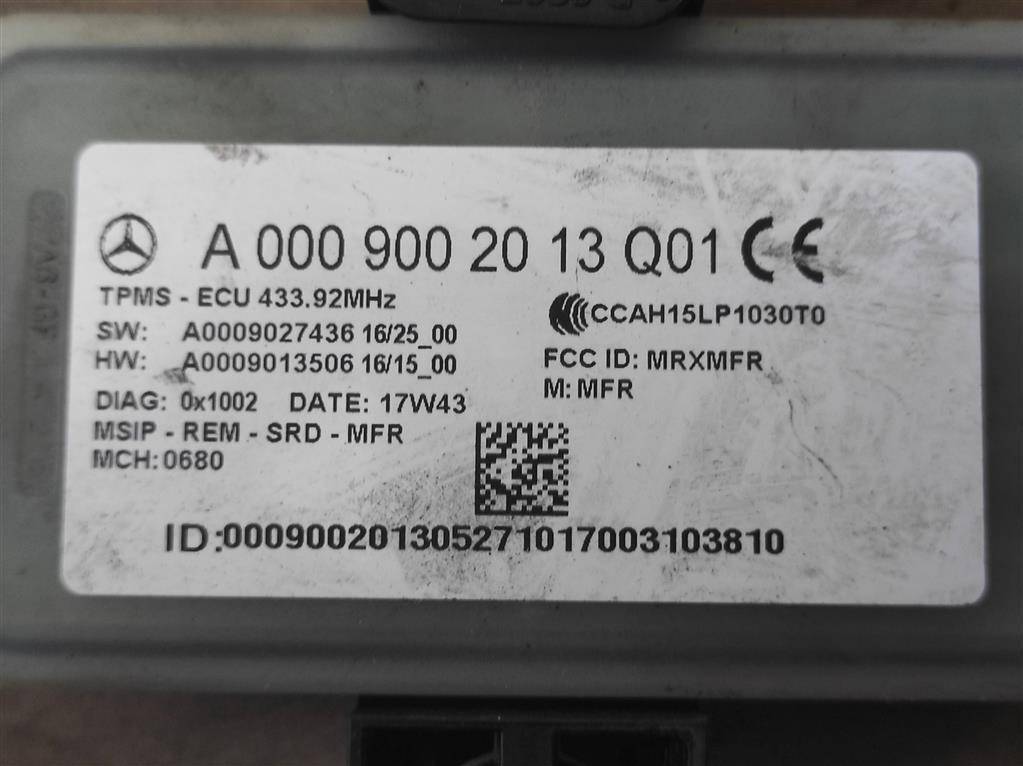 A 000 900 20 13 Q01 CE
TPMS - ECU 433.92MHz
CCAH15LP1030T0
SW: A0009027436 16/25_00
HW: A0009013506 16/15_00
FCC ID: MRXMFR
M: MFR
DIAG: 0x1002 DATE: 17W43
MSIP - REM - SRD - MFR
MCH: 0680
ID:000900201305271017003103810